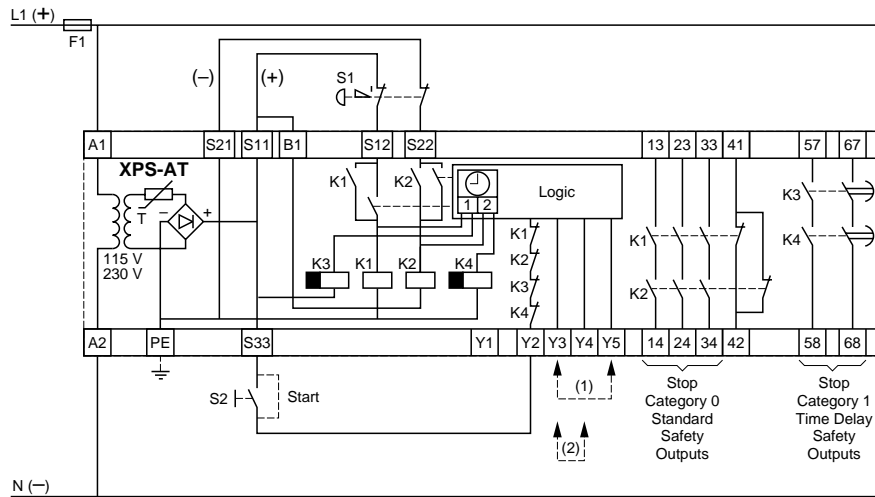 L1 (+)
F1
(–)
(+)
S1
A1
S21
S11
B1
S12
S22
13
23
33
41
57
67
XPS-AT
T
–
+
115 V
230 V
K1
K2
1
2
Logic
K3
K1
K2
K4
K1
K2
K3
K4
K1
K2
K3
K4
A2
PE
S33
Y1
Y2
Y3
Y4
Y5
14
24
34
42
58
68
S2
Start
(1)
(2)
Stop
Category 0
Standard
Safety
Outputs
Stop
Category 1
Time Delay
Safety
Outputs
N (–)